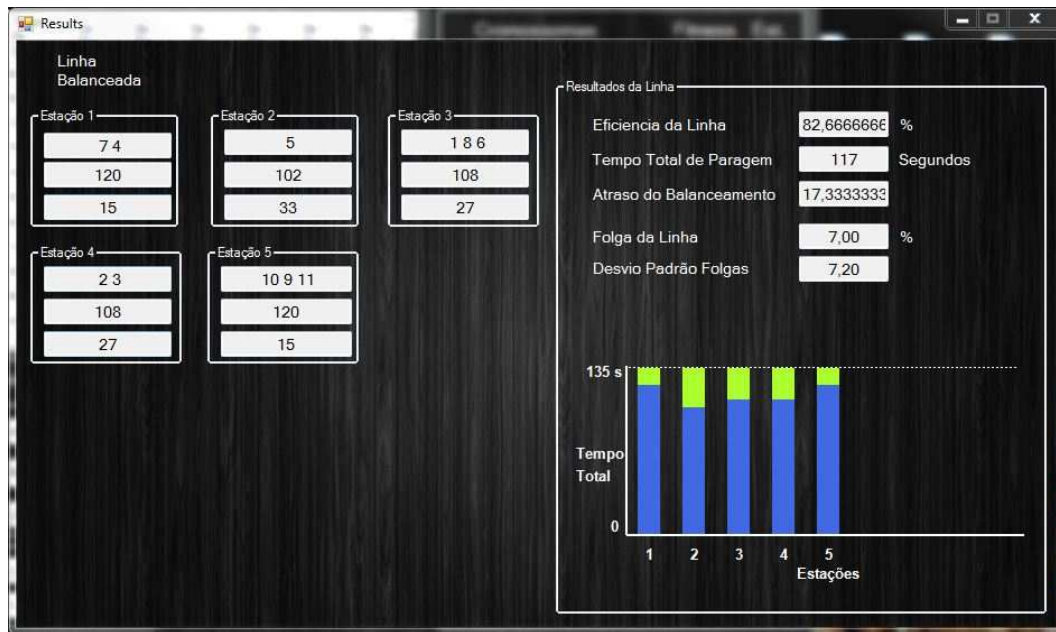 Results
Linha
Balanceada
Estação 1
7 4
120
15
Estação 2
5
102
33
Estação 3
1 8 6
108
27
Estação 4
2 3
108
27
Estação 5
10 9 11
120
15
Resultados da Linha
Eficiencia da Linha 82,6666666 %
Tempo Total de Paragem 117 Segundos
Atraso do Balanceamento 17,3333333
Folga da Linha 7,00 %
Desvio Padrão Folgas 7,20
135 s
Tempo
Total
0
1 2 3 4 5
Estações